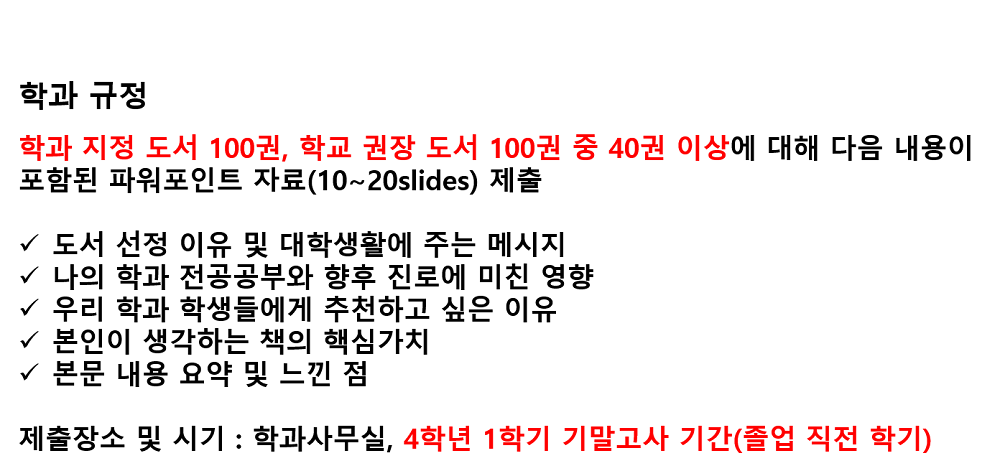 학과 규정
학과 지정 도서 100권, 학교 권장 도서 100권 중 40권 이상에 대해 다음 내용이
포함된 파워포인트 자료(10~20slides) 제출
✓ 도서 선정 이유 및 대학생활에 주는 메시지
✓ 나의 학과 전공공부와 향후 진로에 미친 영향
✓ 우리 학과 학생들에게 추천하고 싶은 이유
✓ 본인이 생각하는 책의 핵심가치
✓ 본문 내용 요약 및 느낀 점
제출장소 및 시기 : 학과사무실, 4학년 1학기 기말고사 기간(졸업 직전 학기)